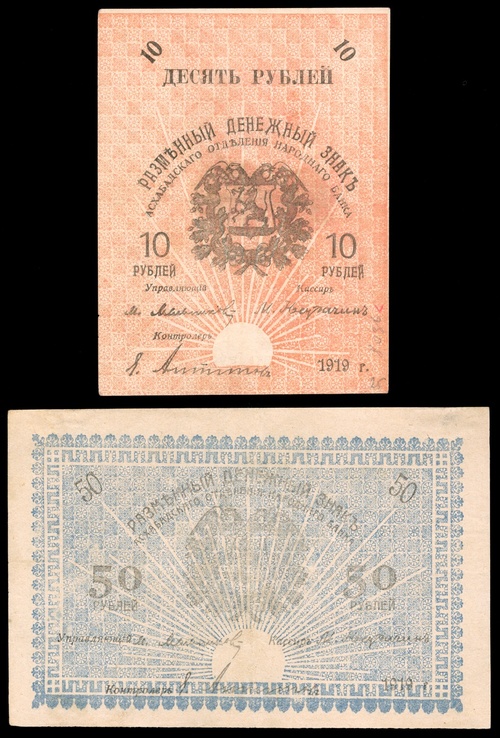 10 10
ДЕСЯТЬ РУБЛЕЙ
РАЗМѢННЫЙ ДЕНЕЖНЫЙ ЗНАКЪ
АСХАБАДСКАГО ОТДѢЛЕНІЯ НАРОДНАГО БАНКА
10 10
РУБЛЕЙ РУБЛЕЙ
Управляющій Кассиръ
Контролеръ
1919 г.
50 50
РАЗМѢННЫЙ ДЕНЕЖНЫЙ ЗНАКЪ
АСХАБАДСКАГО ОТДѢЛЕНІЯ НАРОДНАГО БАНКА
50 50
РУБЛЕЙ РУБЛЕЙ
Управляющій Кассиръ
Контролеръ 1919 г.